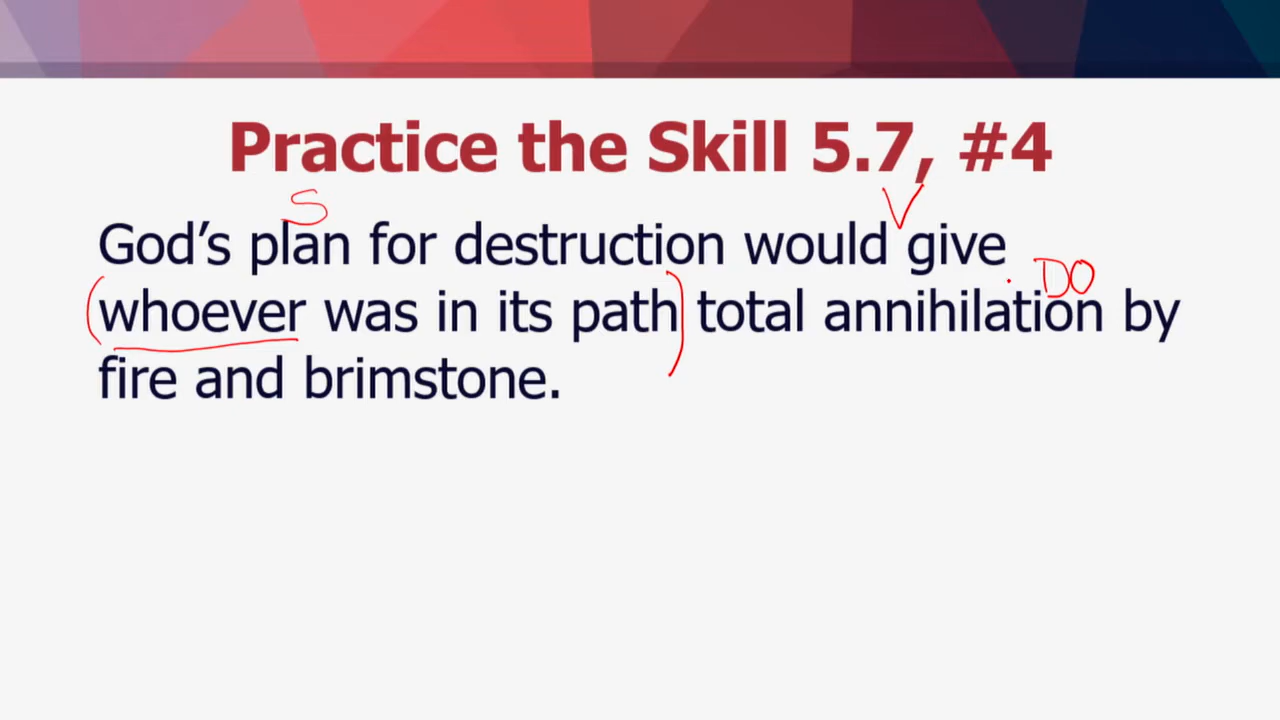 Practice the Skill 5.7, #4
S V
God’s plan for destruction would give
DO
(whoever was in its path) total annihilation by
fire and brimstone.